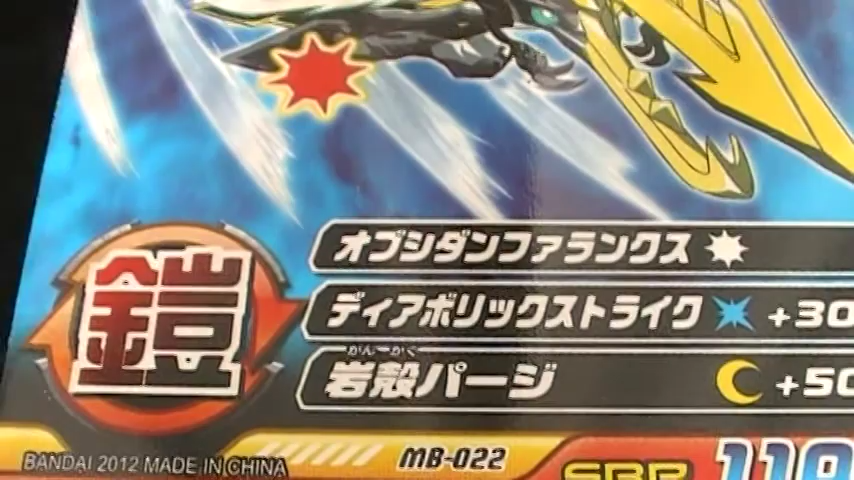 オブシダンファランクス
ディアボリックストライク +30
がんかく
岩殻パージ +50
鎧
BANDAI 2012 MADE IN CHINA
MB-022
SBP 119